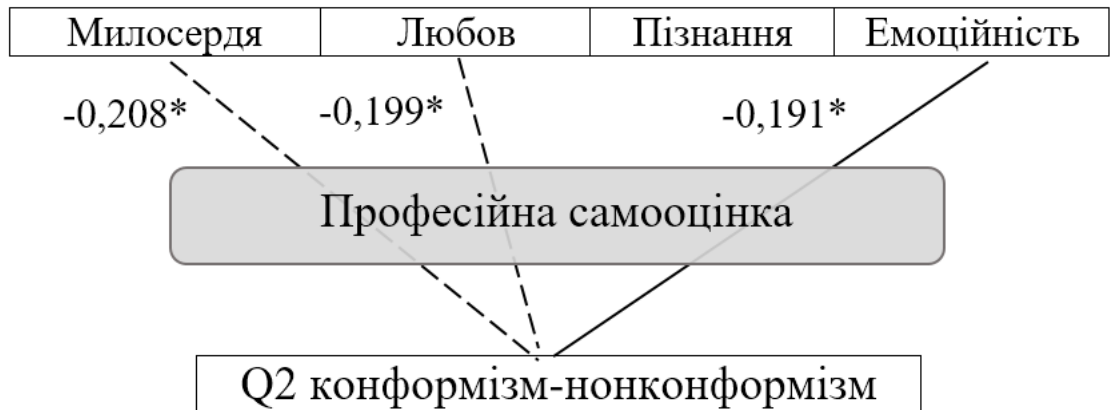 Милосердя Любов Пізнання Емоційність
-0,208* -0,199* -0,191*
Професійна самооцінка
Q2 конформізм-нонконформізм